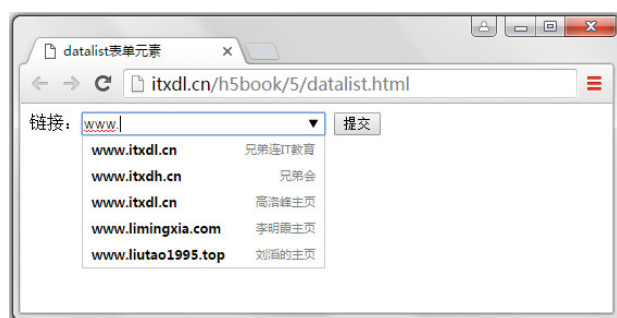 datalist表单元素
itxdl.cn/h5book/5/datalist.html
链接： www. 提交
www.itxdl.cn 兄弟连IT教育
www.itxdh.cn 兄弟会
www.itxdl.cn 高洛峰主页
www.limingxia.com 李明霞主页
www.liutao1995.top 刘滔的主页